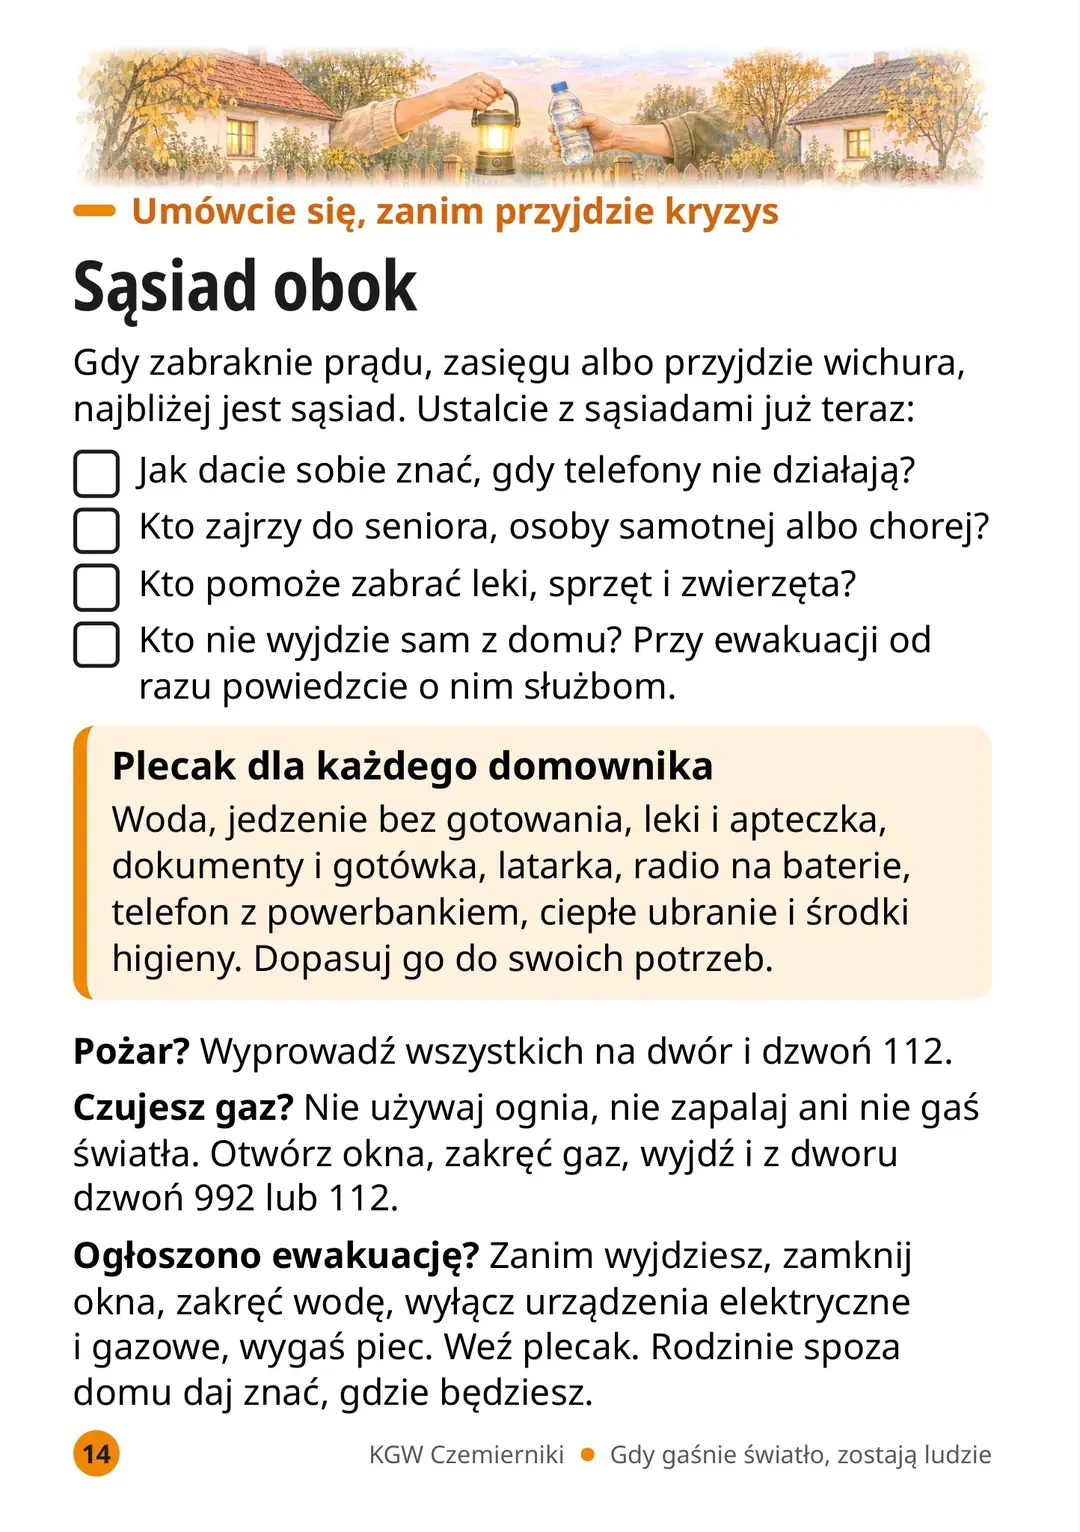 Umówcie się, zanim przyjdzie kryzys
Sąsiad obok
Gdy zabraknie prądu, zasięgu albo przyjdzie wichura,
najbliżej jest sąsiad. Ustalcie z sąsiadami już teraz:
Jak dacie sobie znać, gdy telefony nie działają?
Kto zajrzy do seniora, osoby samotnej albo chorej?
Kto pomoże zabrać leki, sprzęt i zwierzęta?
Kto nie wyjdzie sam z domu? Przy ewakuacji od
razu powiedzcie o nim służbom.
Plecak dla każdego domownika
Woda, jedzenie bez gotowania, leki i apteczka,
dokumenty i gotówka, latarka, radio na baterie,
telefon z powerbankiem, ciepłe ubranie i środki
higieny. Dopasuj go do swoich potrzeb.
Pożar? Wyprowadź wszystkich na dwór i dzwoń 112.
Czujesz gaz? Nie używaj ognia, nie zapalaj ani nie gaś
światła. Otwórz okna, zakręć gaz, wyjdź i z dworu
dzwoń 992 lub 112.
Ogłoszono ewakuację? Zanim wyjdziesz, zamknij
okna, zakręć wodę, wyłącz urządzenia elektryczne
i gazowe, wygaś piec. Weź plecak. Rodzinie spoza
domu daj znać, gdzie będziesz.
14 KGW Czemierniki ● Gdy gaśnie światło, zostają ludzie